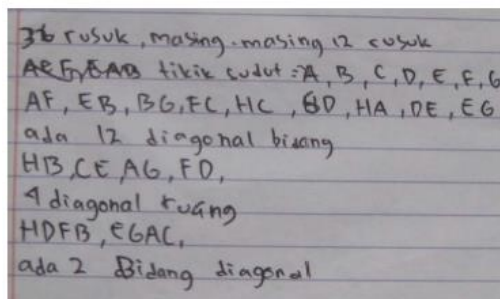 36 rusuk, masing-masing 12 rusuk
titik sudut = A, B, C, D, E, F, G
AF, EB, BG, FC, HC, GD, HA, DE, EG
ada 12 diagonal bidang
HB, CE, AG, FD,
4 diagonal ruang
HDFB, EGAC,
ada 2 Bidang diagonal